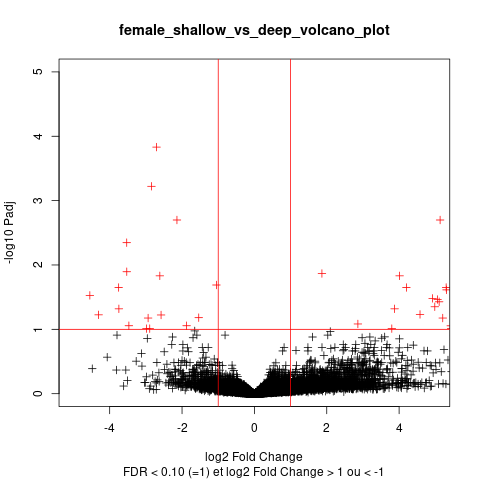 female_shallow_vs_deep_volcano_plot
-log10 Padj
5
4
3
2
1
0
-4 -2 0 2 4
log2 Fold Change
FDR < 0.10 (=1) et log2 Fold Change > 1 ou < -1